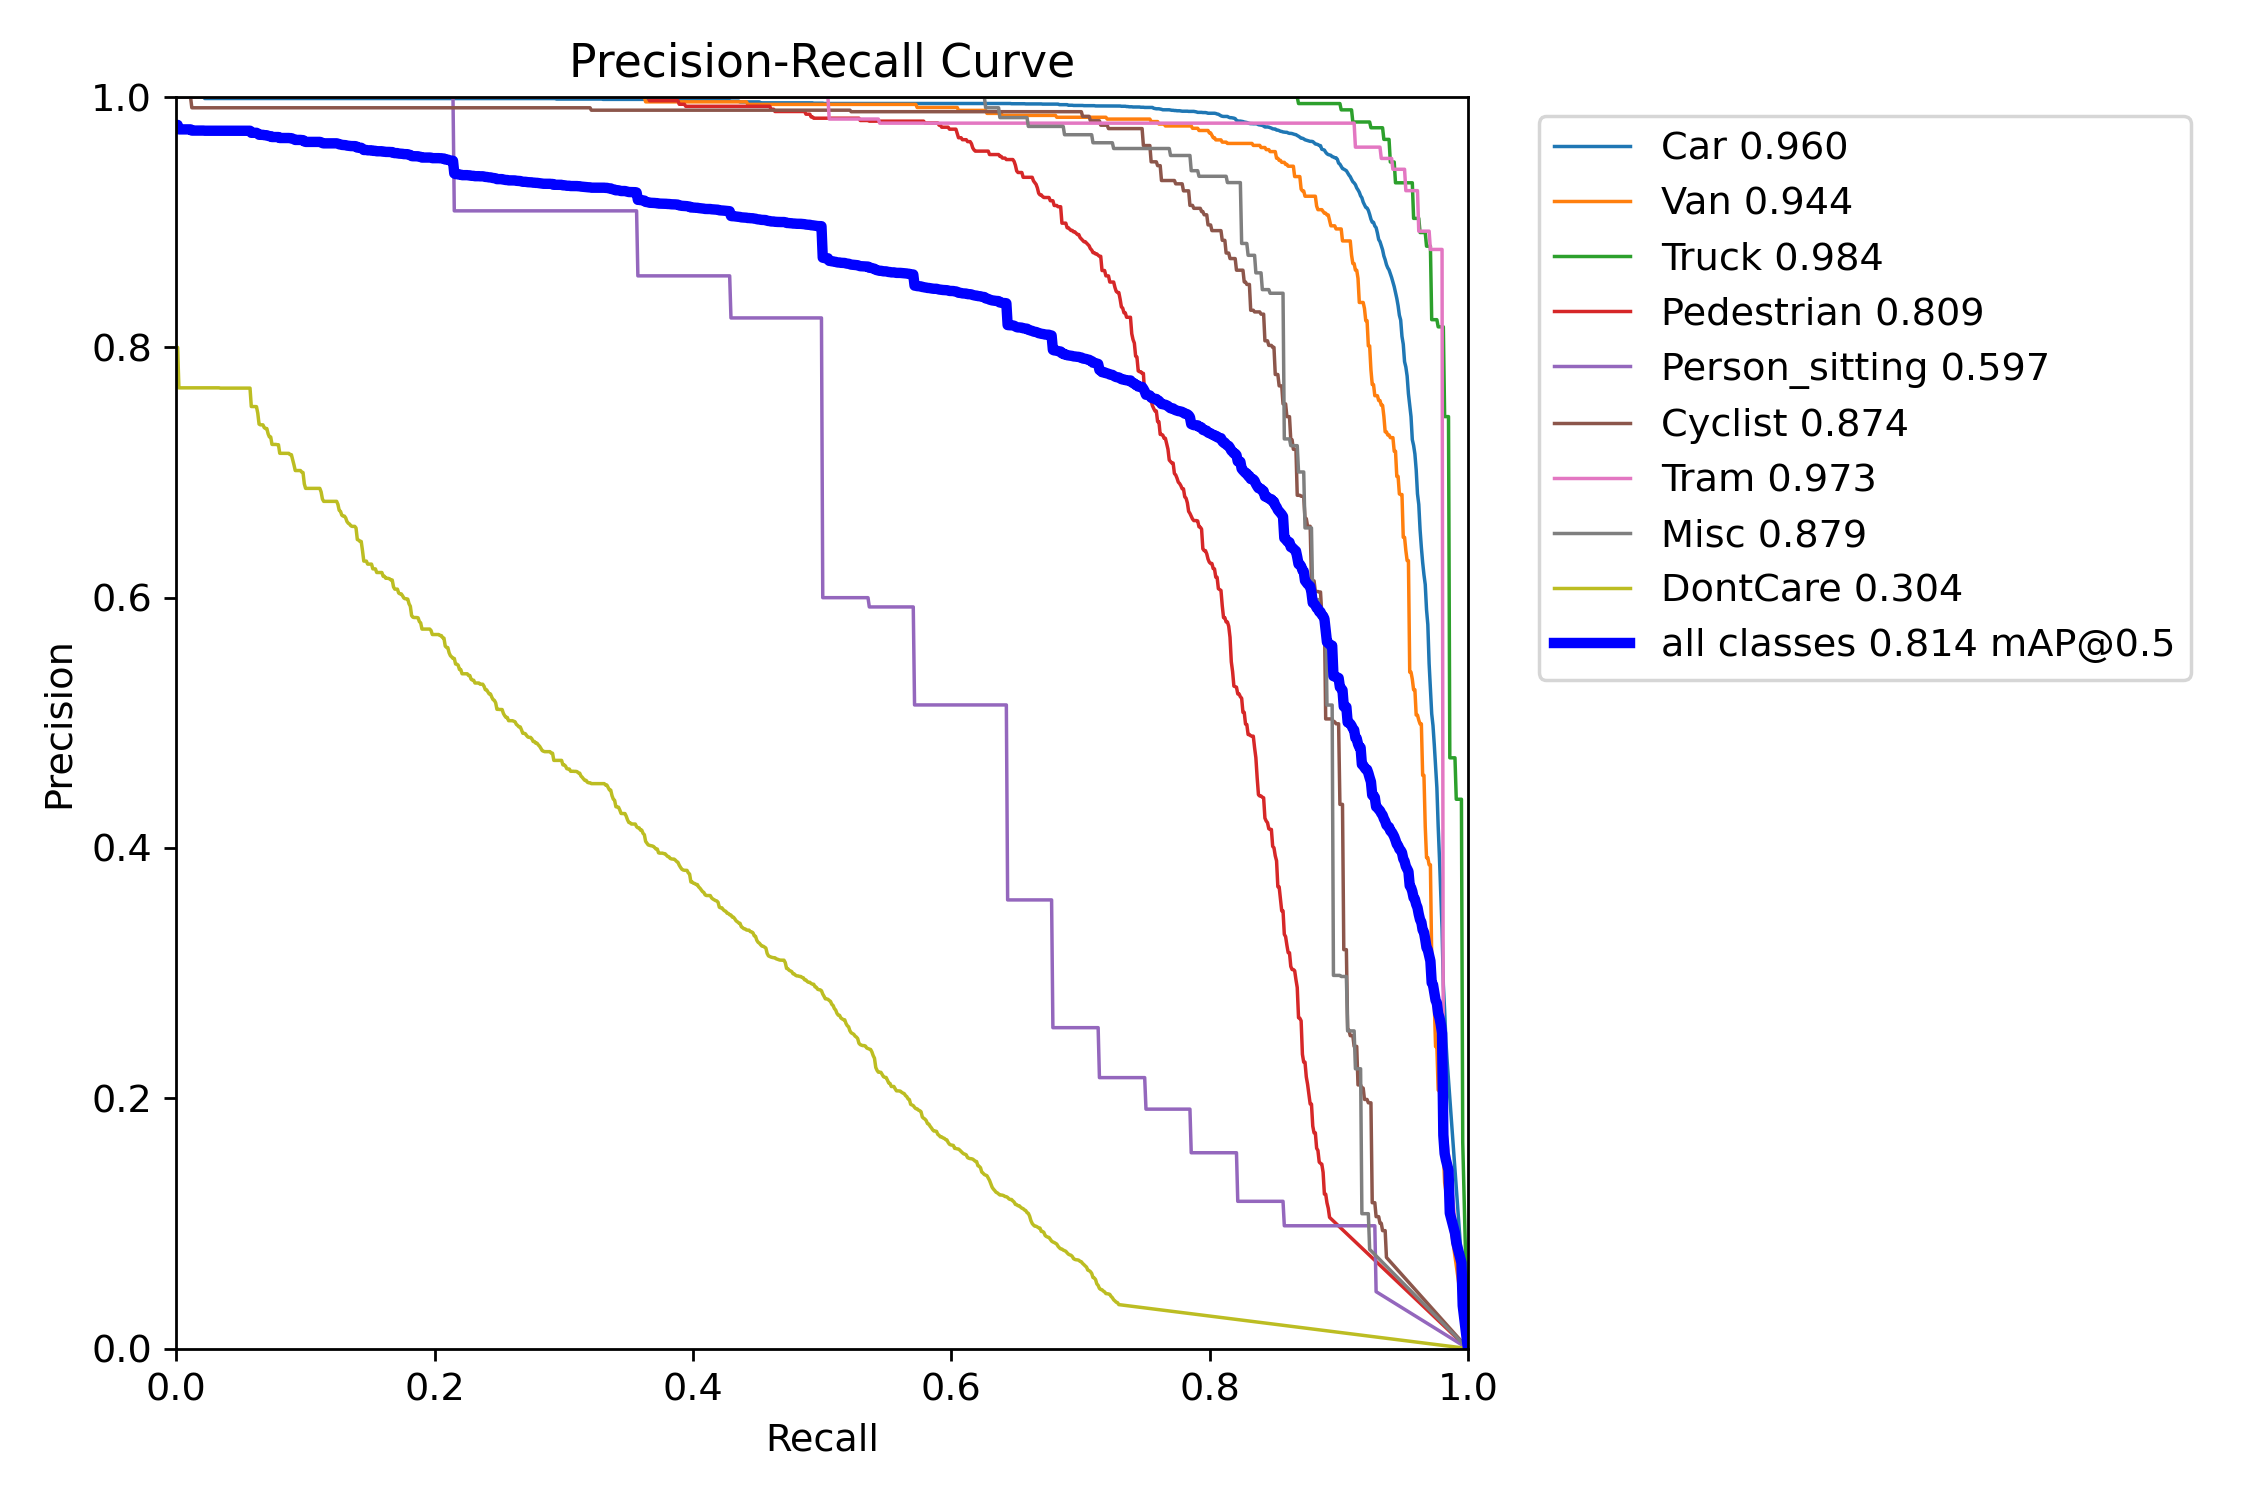 Precision-Recall Curve
1.0
0.8
0.6
0.4
0.2
0.0
Precision
0.0 0.2 0.4 0.6 0.8 1.0
Recall
Car 0.960
Van 0.944
Truck 0.984
Pedestrian 0.809
Person_sitting 0.597
Cyclist 0.874
Tram 0.973
Misc 0.879
DontCare 0.304
all classes 0.814 mAP@0.5